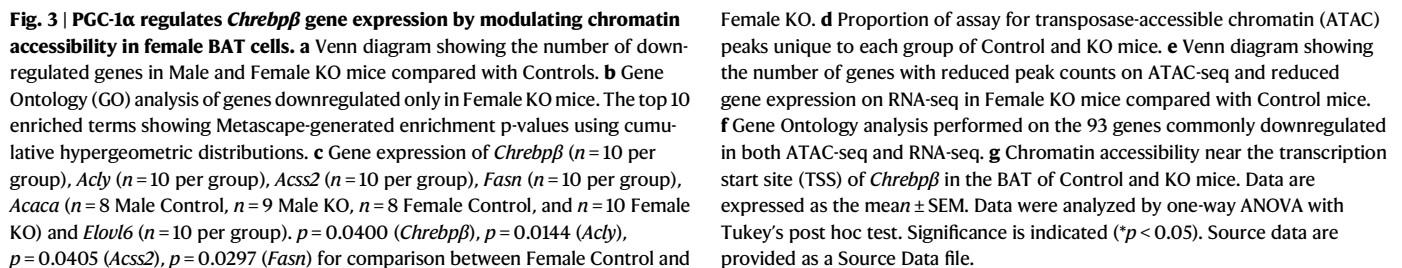 Fig. 3 | PGC-1α regulates Chrebpβ gene expression by modulating chromatin
accessibility in female BAT cells. a Venn diagram showing the number of down-
regulated genes in Male and Female KO mice compared with Controls. b Gene
Ontology (GO) analysis of genes downregulated only in Female KO mice. The top 10
enriched terms showing Metascape-generated enrichment p-values using cumu-
lative hypergeometric distributions. c Gene expression of Chrebpβ (n = 10 per
group), Acly (n = 10 per group), Acss2 (n = 10 per group), Fasn (n = 10 per group),
Acaca (n = 8 Male Control, n = 9 Male KO, n = 8 Female Control, and n = 10 Female
KO) and Elovl6 (n = 10 per group). p = 0.0400 (Chrebpβ), p = 0.0144 (Acly),
p = 0.0405 (Acss2), p = 0.0297 (Fasn) for comparison between Female Control and
Female KO. d Proportion of assay for transposase-accessible chromatin (ATAC)
peaks unique to each group of Control and KO mice. e Venn diagram showing
the number of genes with reduced peak counts on ATAC-seq and reduced
gene expression on RNA-seq in Female KO mice compared with Control mice.
f Gene Ontology analysis performed on the 93 genes commonly downregulated
in both ATAC-seq and RNA-seq. g Chromatin accessibility near the transcription
start site (TSS) of Chrebpβ in the BAT of Control and KO mice. Data are
expressed as the mean ± SEM. Data were analyzed by one-way ANOVA with
Tukey's post hoc test. Significance is indicated (*p < 0.05). Source data are
provided as a Source Data file.